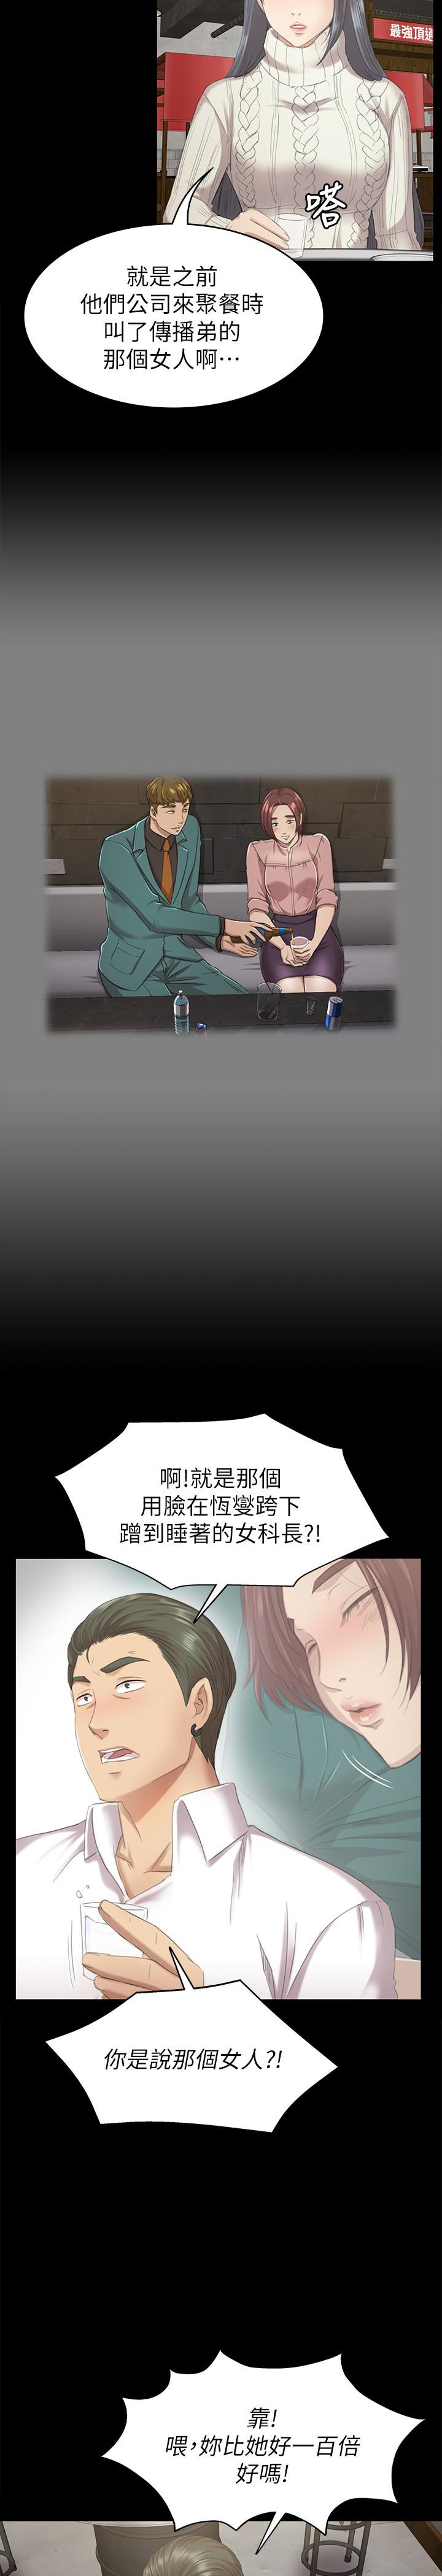 最強頂通
嗒
就是之前
他們公司來聚餐時
叫了傳播弟的
那個女人啊…
啊!就是那個
用臉在恆燮跨下
蹭到睡著的女科長?!
你是說那個女人?!
靠!
喂,妳比她好一百倍
好嗎!